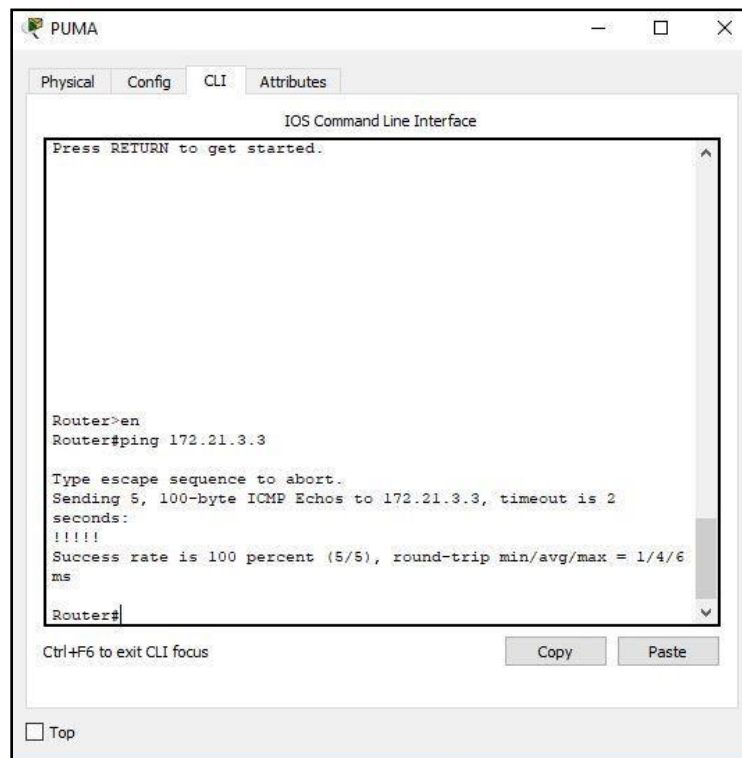 PUMA
Physical Config CLI Attributes
IOS Command Line Interface
Press RETURN to get started.
Router>en
Router#ping 172.21.3.3
Type escape sequence to abort.
Sending 5, 100-byte ICMP Echos to 172.21.3.3, timeout is 2
seconds:
!!!!!
Success rate is 100 percent (5/5), round-trip min/avg/max = 1/4/6
ms
Router#
Ctrl+F6 to exit CLI focus
Copy Paste
Top